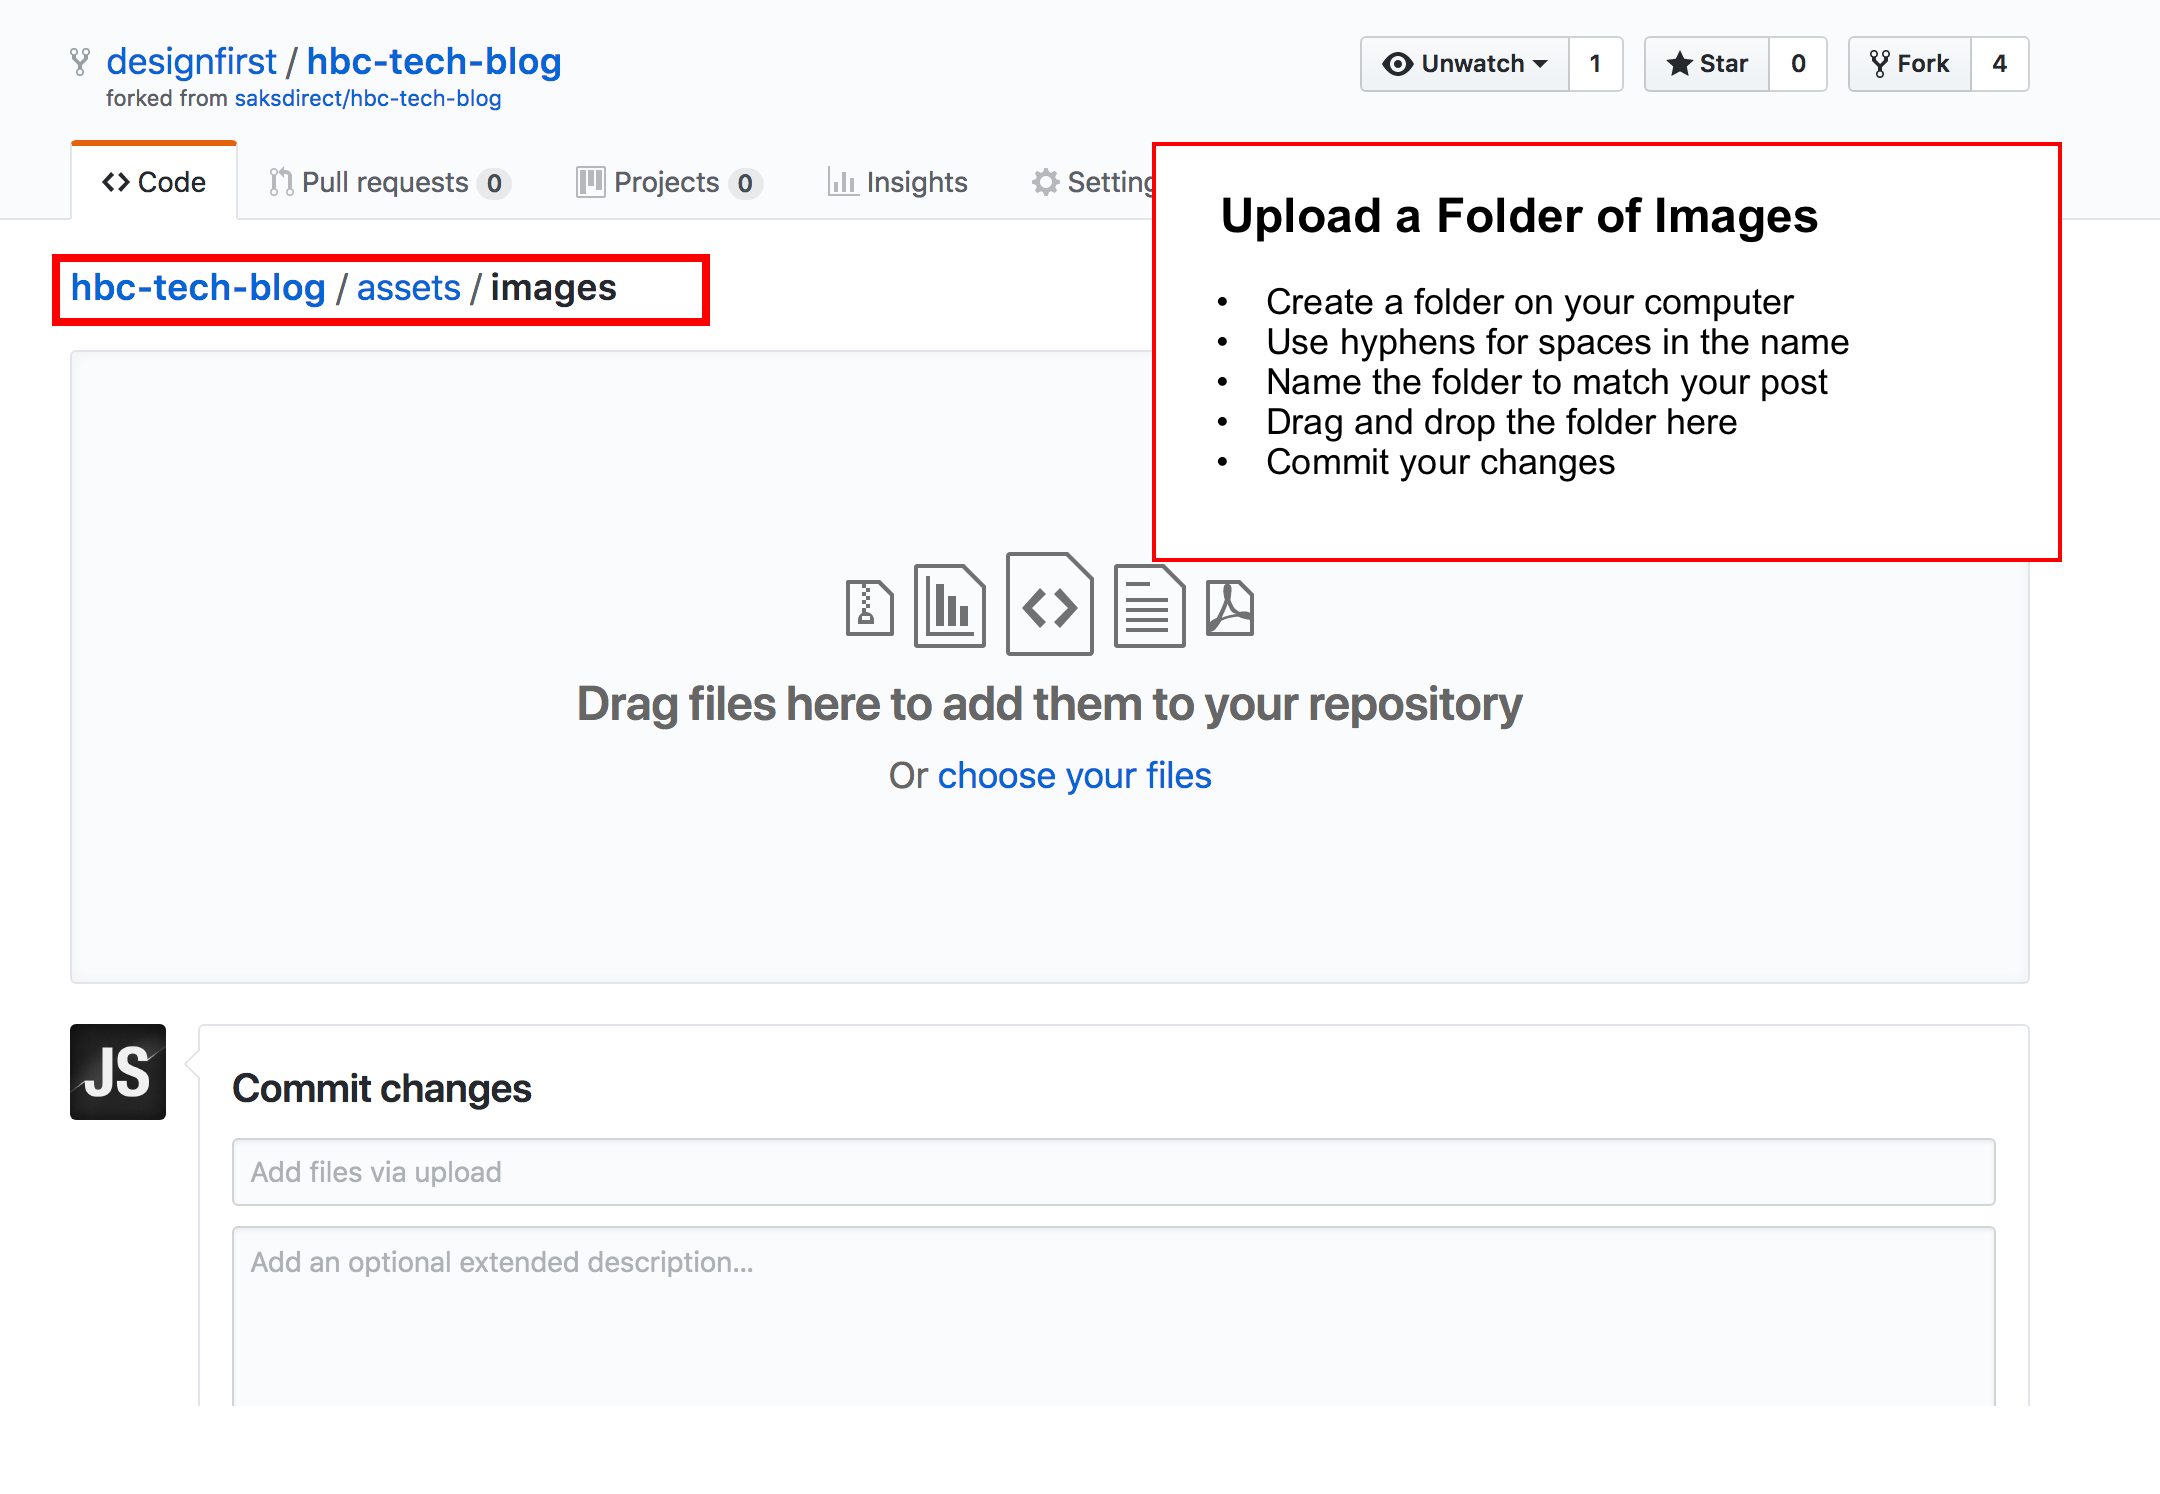 designfirst / hbc-tech-blog
forked from saksdirect/hbc-tech-blog
Unwatch 1
Star 0
Fork 4
Code
Pull requests 0
Projects 0
Insights
Setting
hbc-tech-blog / assets / images
Upload a Folder of Images
• Create a folder on your computer
• Use hyphens for spaces in the name
• Name the folder to match your post
• Drag and drop the folder here
• Commit your changes
Drag files here to add them to your repository
Or choose your files
JS
Commit changes
Add files via upload
Add an optional extended description...